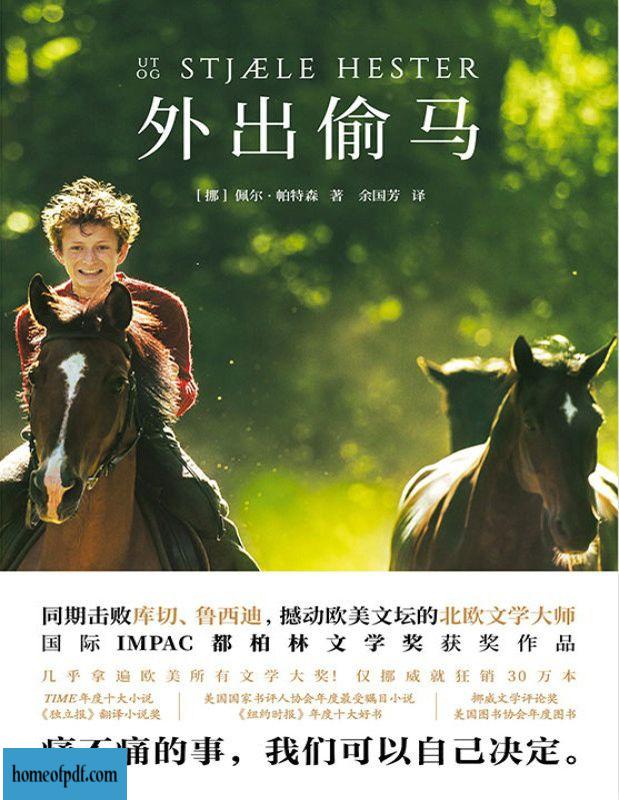 UT
OG STJÆLE HESTER
外出偷马
［挪］佩尔·帕特森 著 余国芳 译
同期击败库切、鲁西迪，撼动欧美文坛的北欧文学大师
国际IMPAC都柏林文学奖获奖作品
几乎拿遍欧美所有文学大奖！仅挪威就狂销30万本
TIME年度十大小说 美国国家书评人协会年度最受瞩目小说 挪威文学评论奖
《独立报》翻译小说奖 《纽约时报》年度十大好书 美国图书协会年度图书
痛不痛的事，我们可以自己决定。
homeofpdf.com